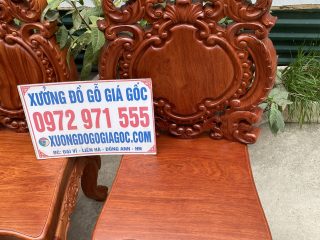 XƯỞNG ĐỒ GỖ GIÁ GỐC
0972 971 555
XUONGDOGOGIAGOC.COM
ĐC: ĐẠI VĨ - LIÊN HÀ - ĐÔNG ANH - HN